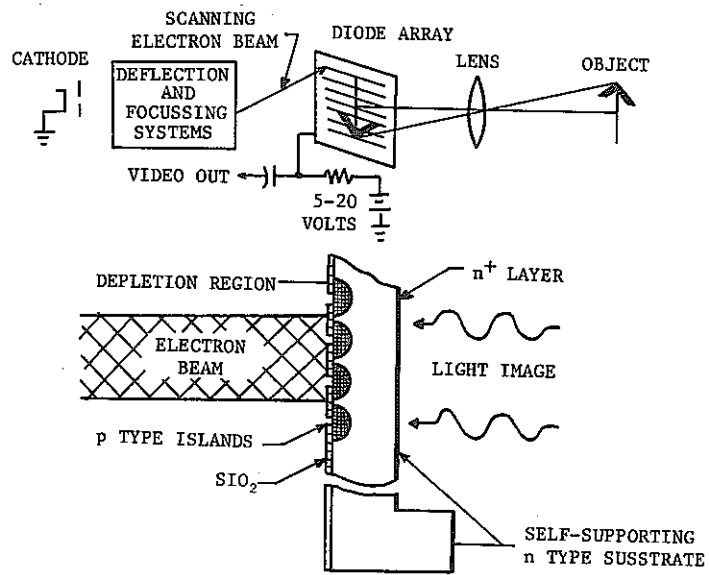 SCANNING
ELECTRON BEAM
DIODE ARRAY
CATHODE
LENS
OBJECT
DEFLECTION
AND
FOCUSSING
SYSTEMS
VIDEO OUT
5-20
VOLTS
DEPLETION REGION
n+ LAYER
ELECTRON
BEAM
LIGHT IMAGE
p TYPE ISLANDS
SIO2
SELF-SUPPORTING
n TYPE SUSSTRATE